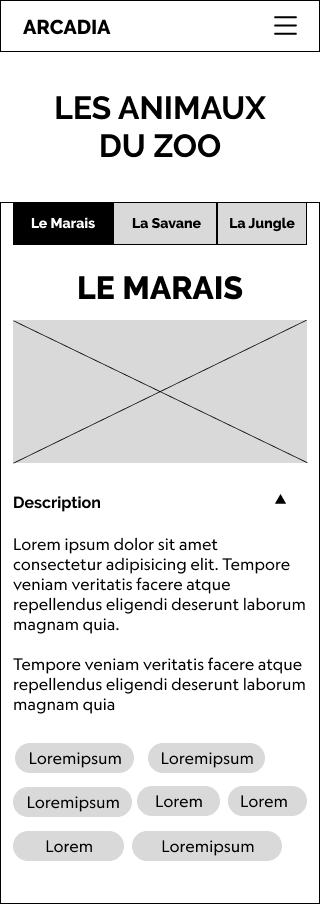 ARCADIA
LES ANIMAUX
DU ZOO
Le Marais La Savane La Jungle
LE MARAIS
Description ▲
Lorem ipsum dolor sit amet
consectetur adipisicing elit. Tempore
veniam veritatis facere atque
repellendus eligendi deserunt laborum
magnam quia.
Tempore veniam veritatis facere atque
repellendus eligendi deserunt laborum
magnam quia
Loremipsum Loremipsum
Loremipsum Lorem Lorem
Lorem Loremipsum